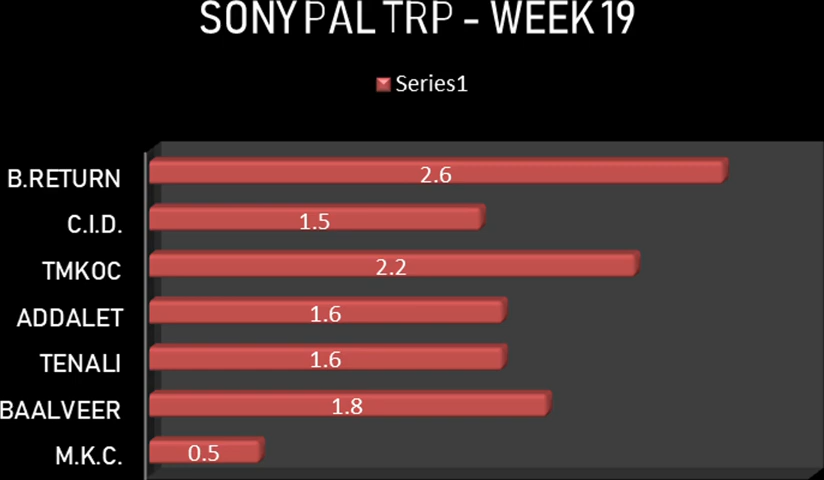 SONY PAL TRP - WEEK 19
Series1
B.RETURN 2.6
C.I.D. 1.5
TMKOC 2.2
ADDALET 1.6
TENALI 1.6
BAALVEER 1.8
M.K.C. 0.5